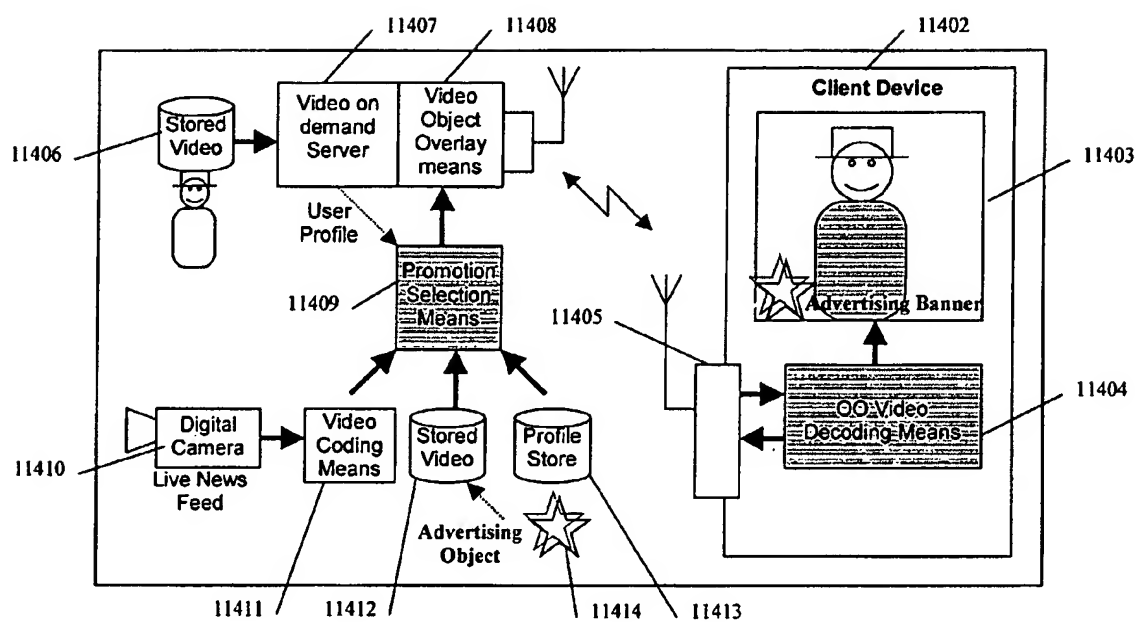 11407
11408
11402
Client Device
Video on
demand
Server
Video
Object
Overlay
means
Stored
Video
11406
11403
User
Profile
Promotion
Selection
Means
11409
Advertising Banner
11405
OO Video
Decoding Means
11404
Digital
Camera
Video
Coding
Means
Stored
Video
Profile
Store
11410
Live News
Feed
Advertising
Object
11411
11412
11414
11413